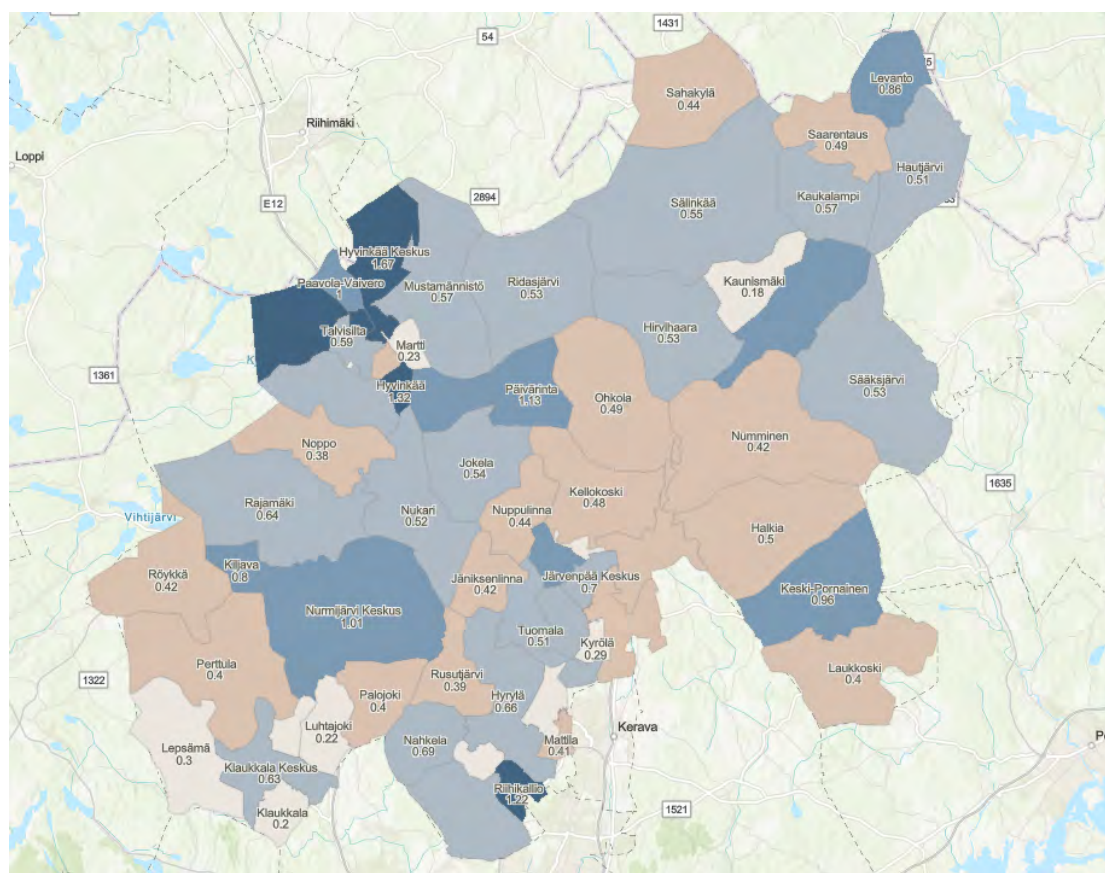 1431
54
Levanto
0.86
Sahakylä
0.44
Riihimäki
Saarentaus
0.49
Loppi
Hautjärvi
0.51
2894
E12
Sälinkää
0.55
Kaukalampi
0.57
Hyvinkää Keskus
1.67
Paavola-Vaivero
1
Mustamännistö
0.57
Ridasjärvi
0.53
Kaunismäki
0.18
Talvisilta
0.59
Martti
0.23
Hirvihaara
0.53
1361
Hyvinkää
1.32
Päivärinta
1.13
Ohkola
0.49
Sääksjärvi
0.53
Noppo
0.38
Numminen
0.42
Jokela
0.54
Kellokoski
0.48
1635
Rajamäki
0.64
Nukari
0.52
Nuppulinna
0.44
Vihtijärvi
Halkia
0.5
Kiljava
0.8
Röykkä
0.42
Jäniksenlinna
0.42
Järvenpää Keskus
0.7
Keski-Pornainen
0.96
Nurmijärvi Keskus
1.01
Tuomala
0.51
Kyrölä
0.29
Perttula
0.4
1322
Rusutjärvi
0.39
Laukkoski
0.4
Palojoki
0.4
Hyrylä
0.66
Luhtajoki
0.22
Kerava
Mattila
0.41
Lepsämä
0.3
Nahkela
0.69
Klaukkala Keskus
0.63
Riihikallio
1.22
Klaukkala
0.2
1521